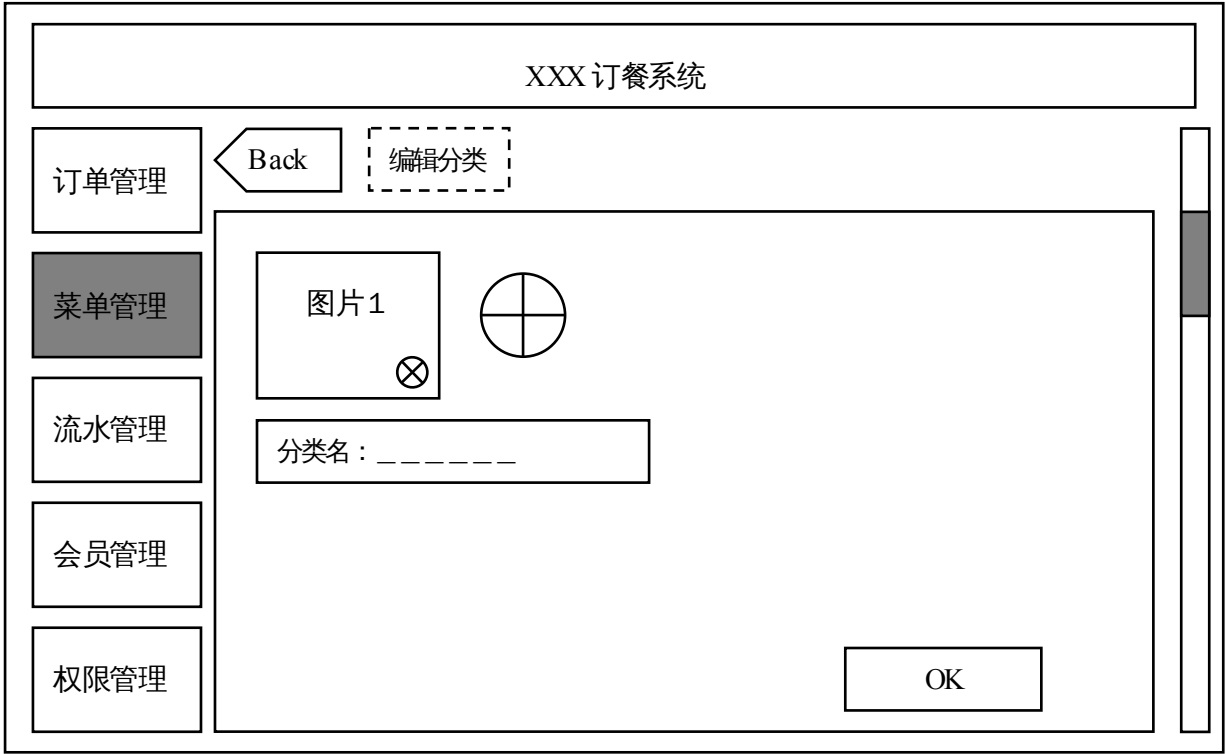 XXX 订餐系统
订单管理
Back
编辑分类
菜单管理
图片1
流水管理
分类名：＿＿＿＿＿＿
会员管理
权限管理
OK